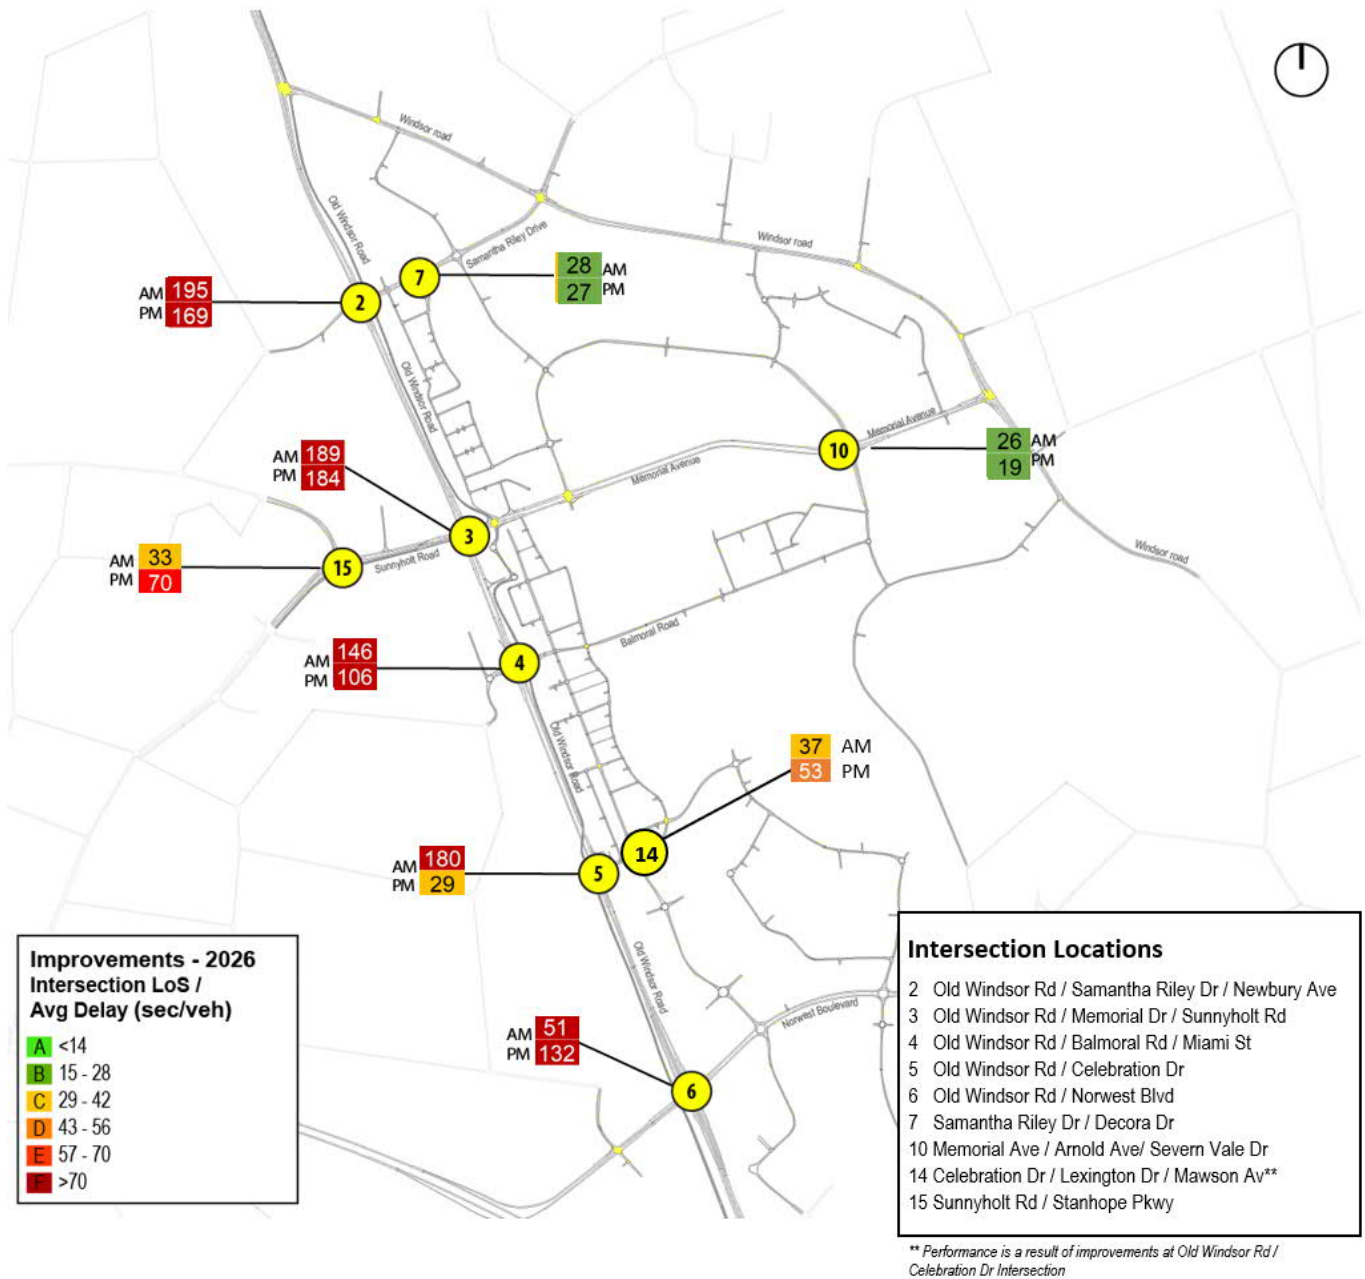 Windsor road
Old Windsor Road
Samantha Riley Drive
Windsor road
7
28 AM
27 PM
AM 195
PM 169
2
Old Windsor Road
Memorial Avenue
10
26 AM
19 PM
AM 189
PM 184
Memorial Avenue
3
Sunnyholt Road
AM 33
PM 70
15
Windsor road
Balmoral Road
AM 146
PM 106
4
Old Windsor Road
37 AM
53 PM
14
AM 180
PM 29
5
Old Windsor Road
Norwest Boulevard
AM 51
PM 132
6
Improvements - 2026
Intersection LoS /
Avg Delay (sec/veh)
A <14
B 15 - 28
C 29 - 42
D 43 - 56
E 57 - 70
F >70
Intersection Locations
2 Old Windsor Rd / Samantha Riley Dr / Newbury Ave
3 Old Windsor Rd / Memorial Dr / Sunnyholt Rd
4 Old Windsor Rd / Balmoral Rd / Miami St
5 Old Windsor Rd / Celebration Dr
6 Old Windsor Rd / Norwest Blvd
7 Samantha Riley Dr / Decora Dr
10 Memorial Ave / Arnold Ave/ Severn Vale Dr
14 Celebration Dr / Lexington Dr / Mawson Av**
15 Sunnyholt Rd / Stanhope Pkwy
** Performance is a result of improvements at Old Windsor Rd /
Celebration Dr Intersection